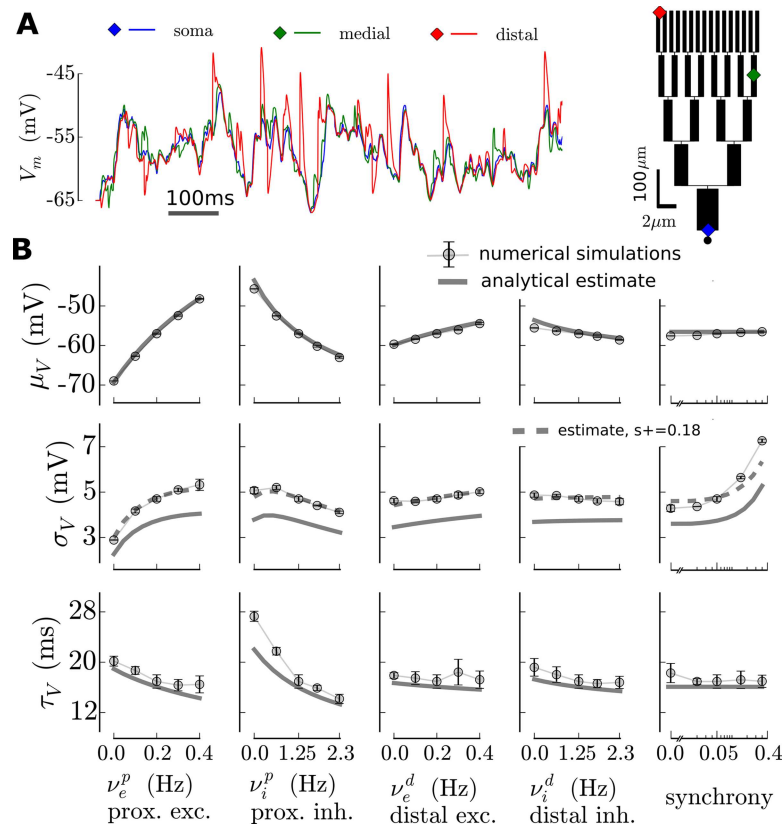 A
soma
medial
distal
-45
-55
-65
V_m (mV)
100ms
100μm
2μm
B
numerical simulations
analytical estimate
-50
-60
-70
μ_V (mV)
estimate, s+=0.18
7
5
3
σ_V (mV)
28
20
12
τ_V (ms)
0.0 0.2 0.4
0.0 1.25 2.3
0.0 0.2 0.4
0.0 1.25 2.3
0.0 0.05 0.4
ν_e^p (Hz)
prox. exc.
ν_i^p (Hz)
prox. inh.
ν_e^d (Hz)
distal exc.
ν_i^d (Hz)
distal inh.
synchrony